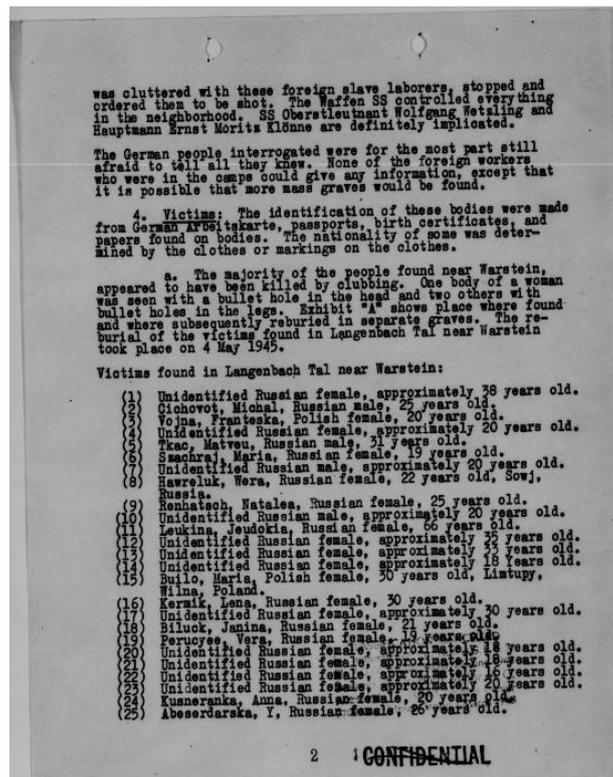 was cluttered with these foreign slave laborers, stopped and
ordered them to be shot. The Waffen SS controlled everything
in the neighborhood. SS Oberstleutnant Wolfgang Wetzling and
Hauptmann Ernst Moritz Klönne are definitely implicated.
The German people interrogated were for the most part still
afraid to tell all they knew. None of the foreign workers
who were in the camps could give any information, except that
it is possible that more mass graves would be found.
4. Victims: The identification of these bodies were made
from German Arbeitskarte, passports, birth certificates, and
papers found on bodies. The nationality of some was deter-
mined by the clothes or markings on the clothes.
a. The majority of the people found near Warstein,
appeared to have been killed by clubbing. One body of a woman
was seen with a bullet hole in the head and two others with
bullet holes in the legs. Exhibit "A" shows place where found
and where subsequently reburied in separate graves. The re-
burial of the victims found in Langenbach Tal near Warstein
took place on 4 May 1945.
Victims found in Langenbach Tal near Warstein:
(1) Unidentified Russian female, approximately 38 years old.
(2) Cichovot, Michal, Russian male, 25 years old.
(3) Vojna, Franteska, Polish female, 20 years old.
(4) Unidentified Russian female, approximately 20 years old.
(5) Tkac, Matveu, Russian male, 31 years old.
(6) Smachraj, Maria, Russian female, 19 years old.
(7) Unidentified Russian male, approximately 20 years old.
(8) Hawreluk, Wera, Russian female, 22 years old, Sowj,
Russia.
(9) Renhatsch, Natalea, Russian female, 25 years old.
(10) Unidentified Russian male, approximately 20 years old.
(11) Leukina, Jeudokia, Russian female, 66 years old.
(12) Unidentified Russian female, approximately 35 years old.
(13) Unidentified Russian female, approximately 33 years old.
(14) Unidentified Russian female, approximately 18 Years old.
(15) Builo, Maria, Polish female, 30 years old, Limtupy,
Wilna, Poland.
(16) Kermik, Lena, Russian female, 30 years old.
(17) Unidentified Russian female, approximately 30 years old.
(18) Biluck, Janina, Russian female, 21 years old.
(19) Perucyee, Vera, Russian female, 19 years old.
(20) Unidentified Russian female, approximately 18 years old.
(21) Unidentified Russian female, approximately 18 years old.
(22) Unidentified Russian female, approximately 16 years old.
(23) Unidentified Russian female, approximately 20 years old.
(24) Kusneranka, Anna, Russian female, 20 years old.
(25) Abeserdarska, Y, Russian female, 26 years old.
2 CONFIDENTIAL